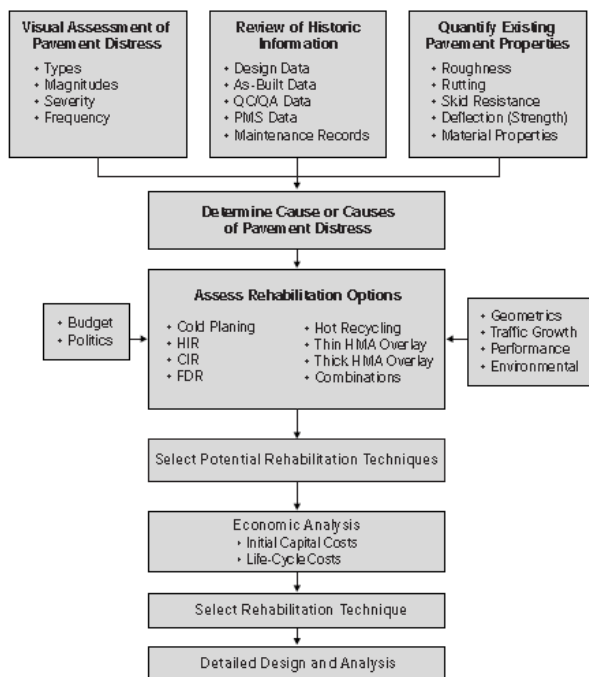 Visual Assessment of
Pavement Distress
+ Types
+ Magnitudes
+ Severity
+ Frequency
Review of Historic
Information
+ Design Data
+ As-Built Data
+ QC/QA Data
+ PMS Data
+ Maintenance Records
Quantify Existing
Pavement Properties
+ Roughness
+ Rutting
+ Skid Resistance
+ Deflection (Strength)
+ Material Properties
Determine Cause or Causes
of Pavement Distress
Assess Rehabilitation Options
+ Cold Planing
+ HIR
+ CIR
+ FDR
+ Hot Recycling
+ Thin HMA Overlay
+ Thick HMA Overlay
+ Combinations
+ Budget
+ Politics
+ Geometrics
+ Traffic Growth
+ Performance
+ Environmental
Select Potential Rehabilitation Techniques
Economic Analysis
+ Initial Capital Costs
+ Life-Cycle Costs
Select Rehabilitation Technique
Detailed Design and Analysis